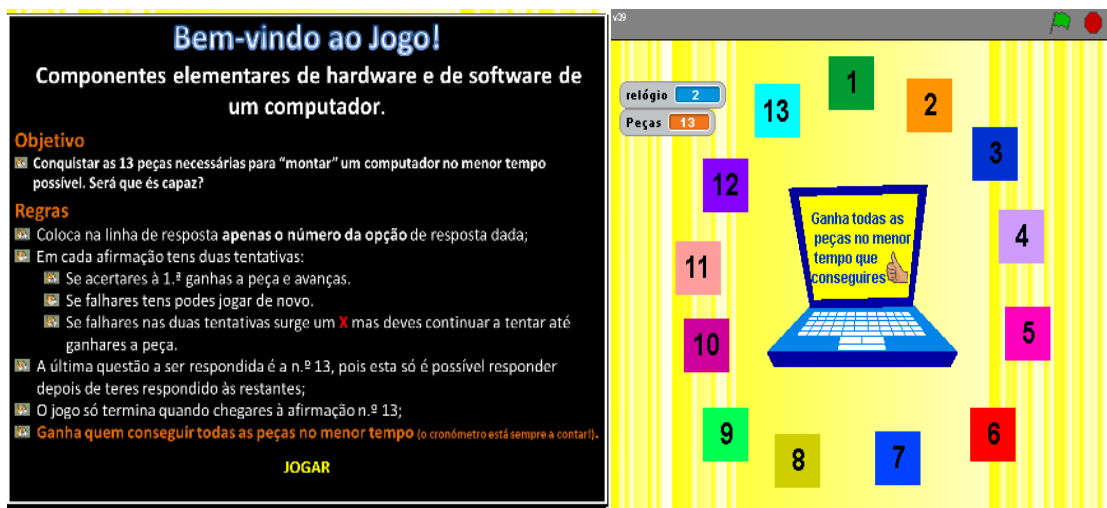 Bem-vindo ao Jogo!
Componentes elementares de hardware e de software de
um computador.
Objetivo
Conquistar as 13 peças necessárias para “montar” um computador no menor tempo
possível. Será que és capaz?
Regras
Coloca na linha de resposta apenas o número da opção de resposta dada;
Em cada afirmação tens duas tentativas:
Se acertares à 1.ª ganhas a peça e avanças.
Se falhares tens podes jogar de novo.
Se falhares nas duas tentativas surge um X mas deves continuar a tentar até
ganhares a peça.
A última questão a ser respondida é a n.º 13, pois esta só é possível responder
depois de teres respondido às restantes;
O jogo só termina quando chegares à afirmação n.º 13;
Ganha quem conseguir todas as peças no menor tempo (o cronómetro está sempre a contar!).
JOGAR
relógio 2
Peças 13
1
2
3
4
5
6
7
8
9
10
11
12
13
Ganha todas as
peças no menor
tempo que
conseguires